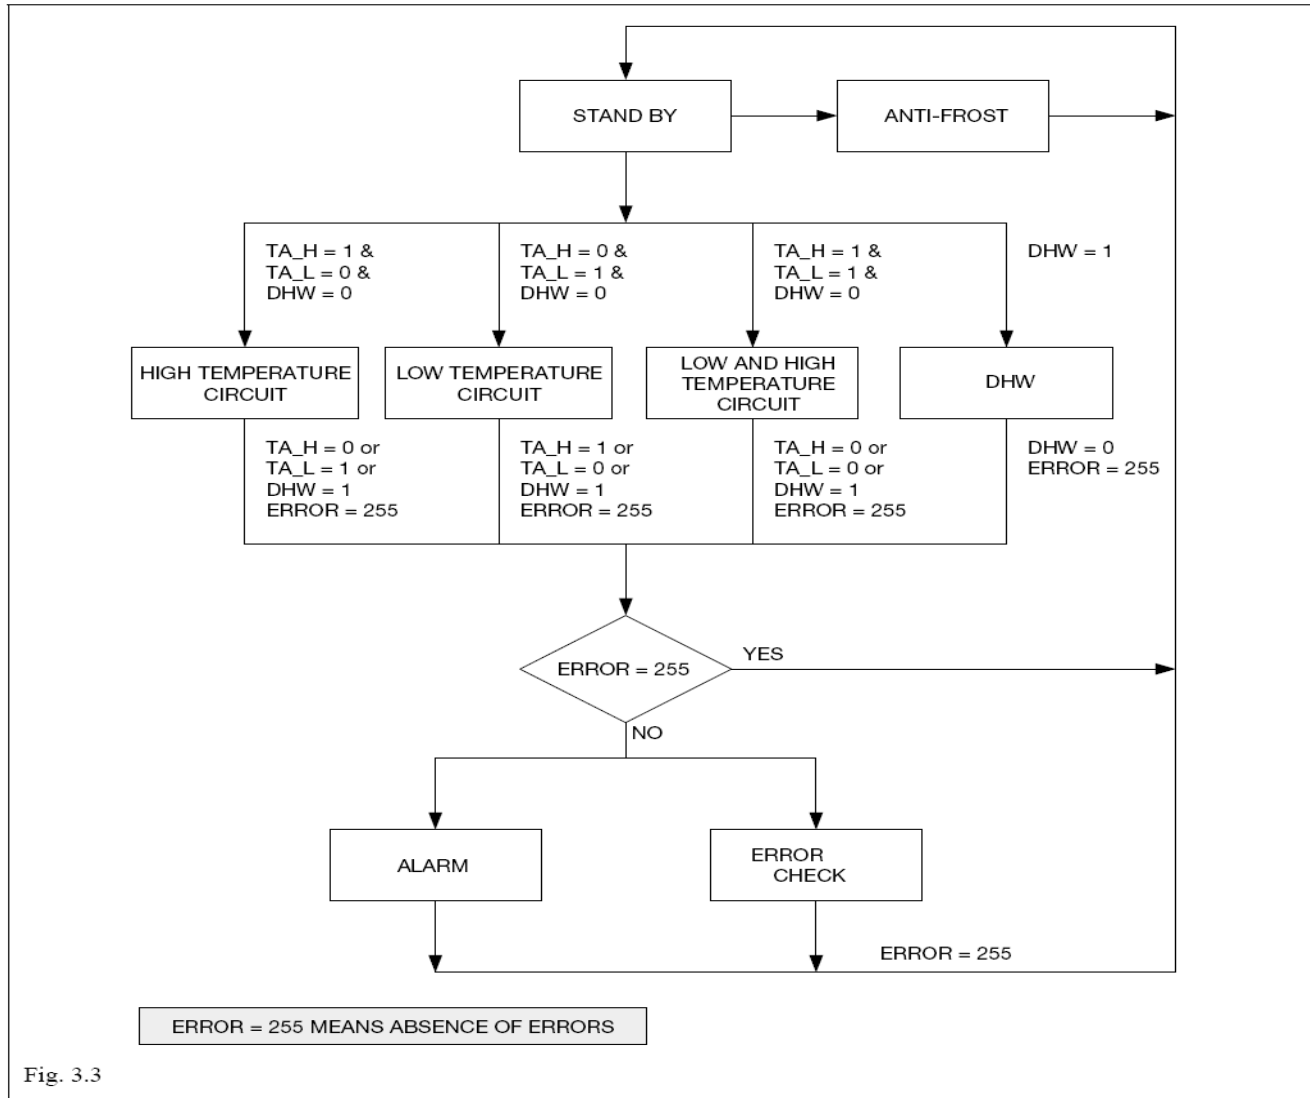 STAND BY
ANTI-FROST
TA_H = 1 &
TA_L = 0 &
DHW = 0
TA_H = 0 &
TA_L = 1 &
DHW = 0
TA_H = 1 &
TA_L = 1 &
DHW = 0
DHW = 1
HIGH TEMPERATURE
CIRCUIT
LOW TEMPERATURE
CIRCUIT
LOW AND HIGH
TEMPERATURE
CIRCUIT
DHW
TA_H = 0 or
TA_L = 1 or
DHW = 1
ERROR = 255
TA_H = 1 or
TA_L = 0 or
DHW = 1
ERROR = 255
TA_H = 0 or
TA_L = 0 or
DHW = 1
ERROR = 255
DHW = 0
ERROR = 255
ERROR = 255
YES
NO
ALARM
ERROR
CHECK
ERROR = 255
ERROR = 255 MEANS ABSENCE OF ERRORS
Fig. 3.3